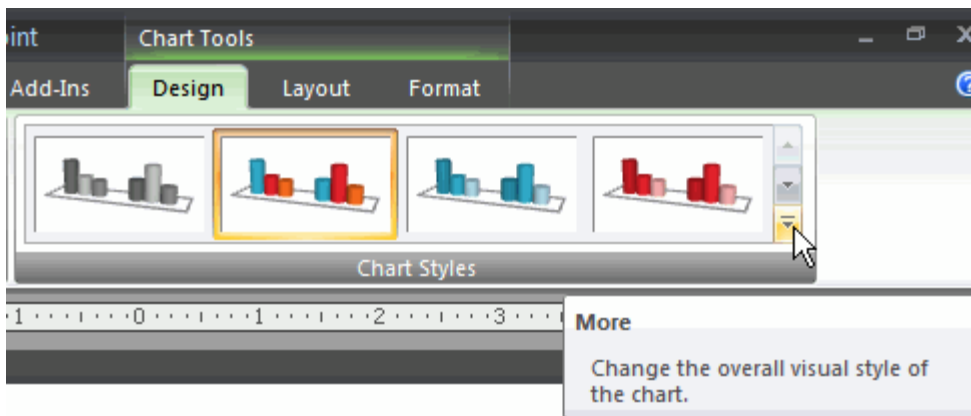 oint Chart Tools
Add-Ins Design Layout Format
Chart Styles
1 0 1 2 3
More
Change the overall visual style of
the chart.